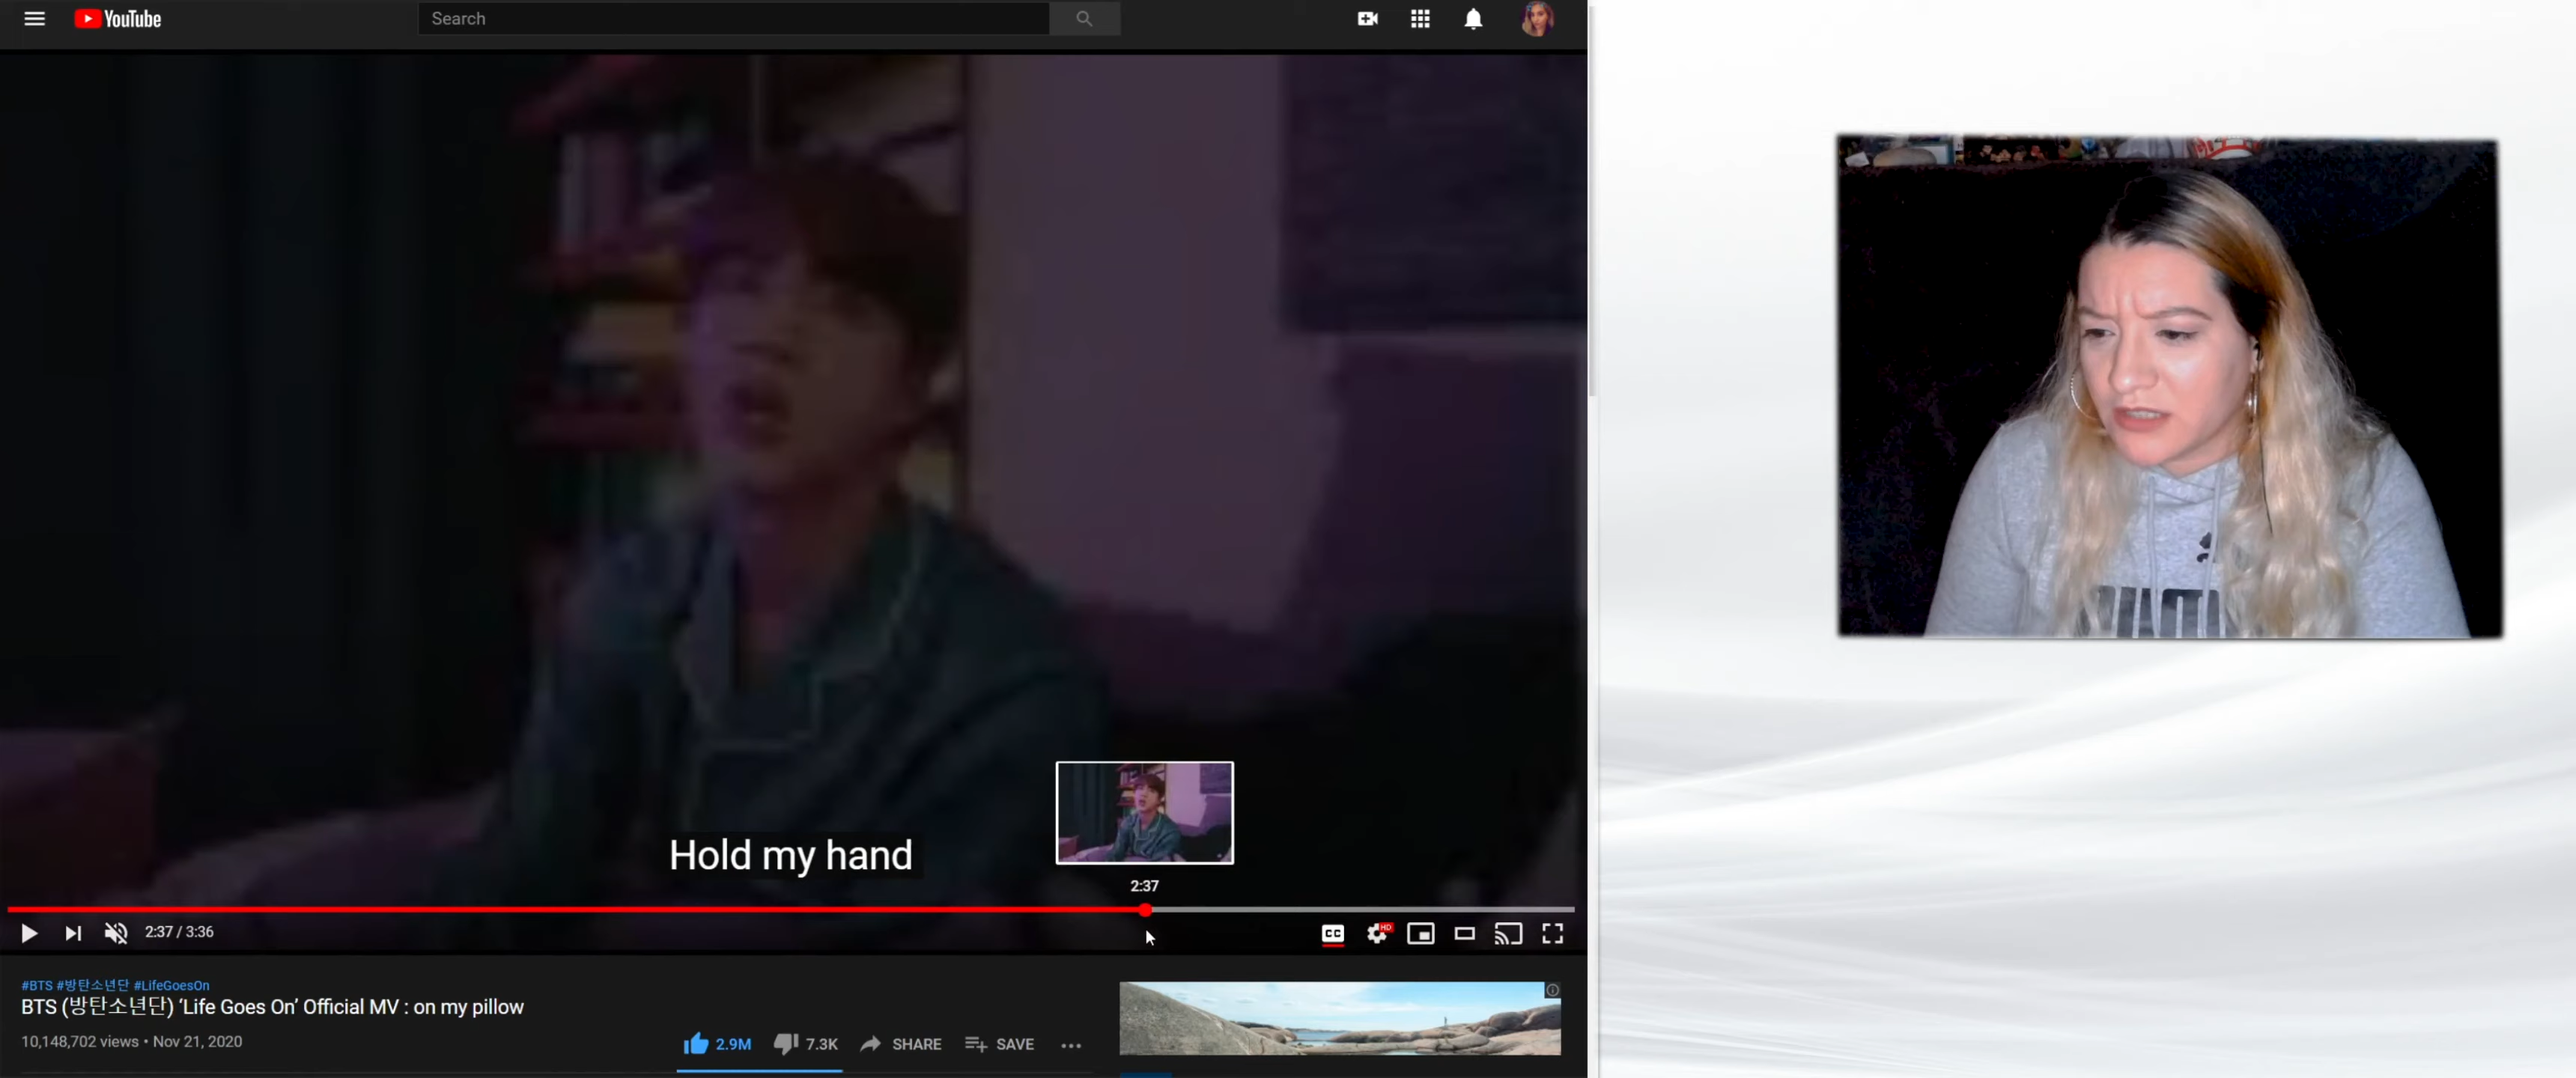 YouTube
Search
Hold my hand
2:37
2:37 / 3:36
CC
HD
#BTS #방탄소년단 #LifeGoesOn
BTS (방탄소년단) ‘Life Goes On’ Official MV : on my pillow
10,148,702 views • Nov 21, 2020
2.9M
7.3K
SHARE
SAVE